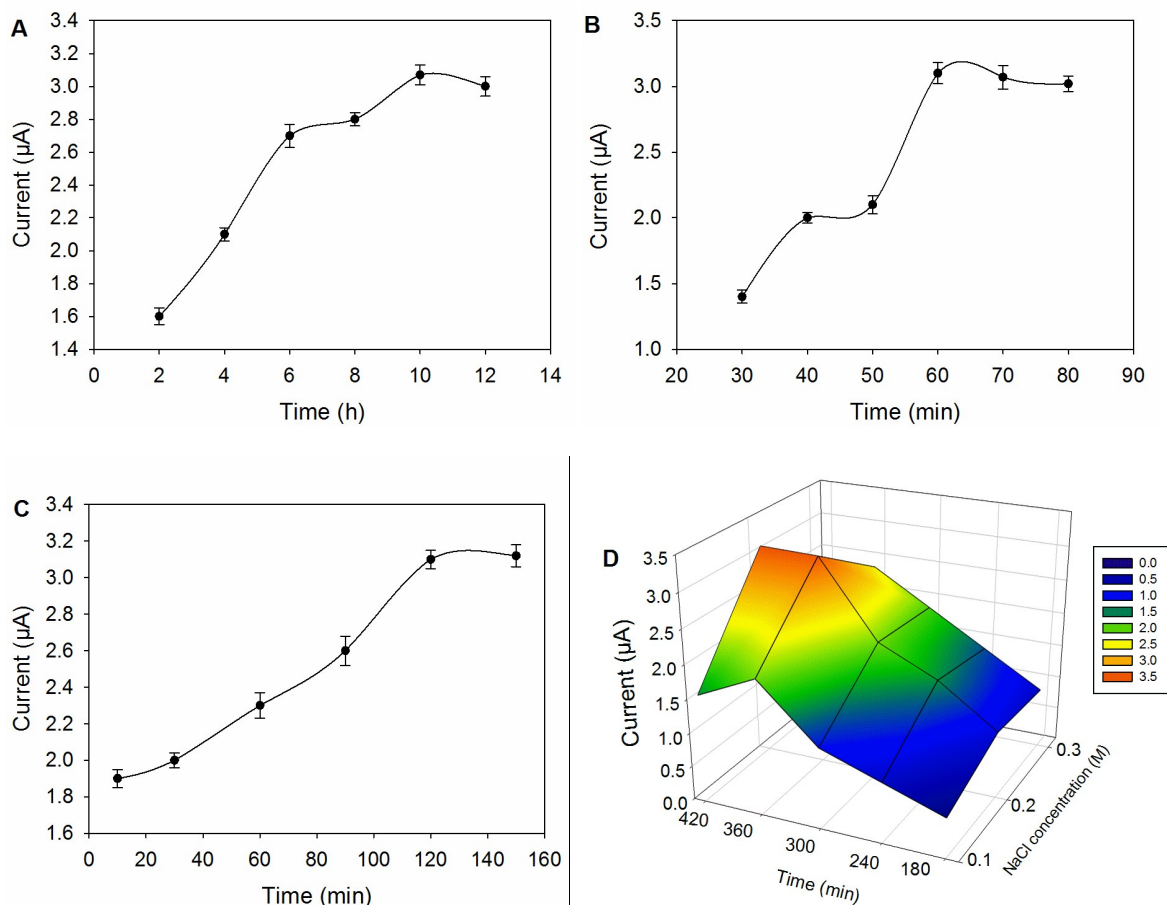 A
Current (µA)
3.4
3.2
3.0
2.8
2.6
2.4
2.2
2.0
1.8
1.6
1.4
0 2 4 6 8 10 12 14
Time (h)
B
Current (µA)
3.5
3.0
2.5
2.0
1.5
1.0
20 30 40 50 60 70 80 90
Time (min)
C
Current (µA)
3.4
3.2
3.0
2.8
2.6
2.4
2.2
2.0
1.8
1.6
0 20 40 60 80 100 120 140 160
Time (min)
D
Current (µA)
3.5
3.0
2.5
2.0
1.5
1.0
0.5
0.0
420 360 300 240 180
Time (min)
0.1 0.2 0.3
NaCl concentration (M)
0.0
0.5
1.0
1.5
2.0
2.5
3.0
3.5